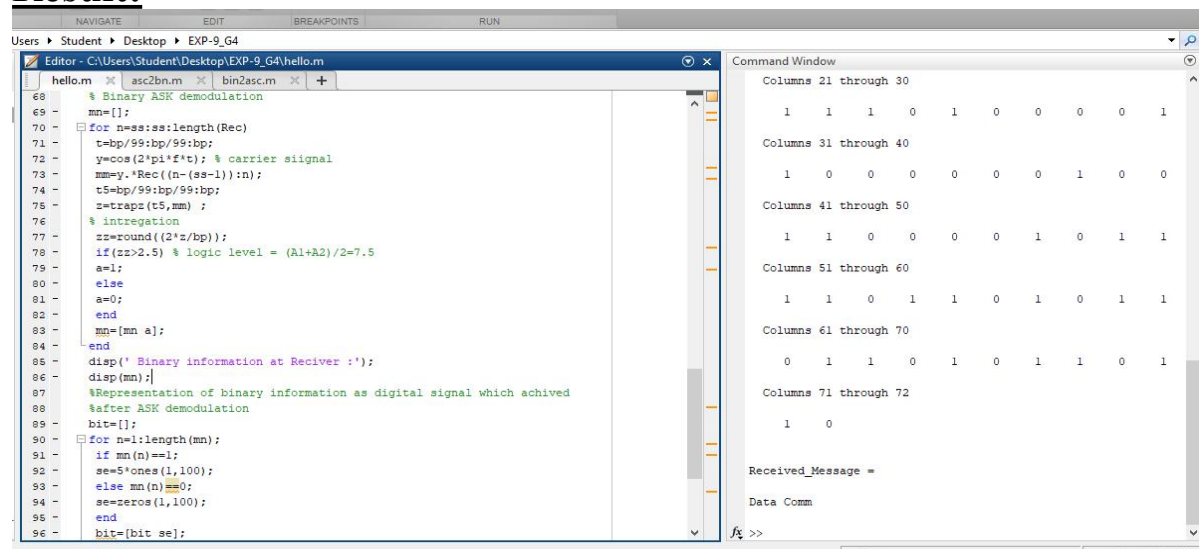 Result:
NAVIGATE EDIT BREAKPOINTS RUN
Users ▸ Student ▸ Desktop ▸ EXP-9_G4
Editor - C:\Users\Student\Desktop\EXP-9_G4\hello.m
hello.m × asc2bn.m × bin2asc.m × +
68 % Binary ASK demodulation
69 - mn=[];
70 - for n=ss:ss:length(Rec)
71 - t=bp/99:bp/99:bp;
72 - y=cos(2*pi*f*t); % carrier siignal
73 - mm=y.*Rec((n-(ss-1)):n);
74 - t5=bp/99:bp/99:bp;
75 - z=trapz(t5,mm) ;
76 % intregation
77 - zz=round((2*z/bp));
78 - if(zz>2.5) % logic level = (A1+A2)/2=7.5
79 - a=1;
80 - else
81 - a=0;
82 - end
83 - mn=[mn a];
84 - end
85 - disp(' Binary information at Reciver :');
86 - disp(mn);
87 %Representation of binary information as digital signal which achived
88 %after ASK demodulation
89 - bit=[];
90 - for n=1:length(mn);
91 - if mn(n)==1;
92 - se=5*ones(1,100);
93 - else mn(n)==0;
94 - se=zeros(1,100);
95 - end
96 - bit=[bit se];
Command Window
Columns 21 through 30
1 1 1 0 1 0 0 0 0 1
Columns 31 through 40
1 0 0 0 0 0 0 1 0 0
Columns 41 through 50
1 1 0 0 0 0 1 0 1 1
Columns 51 through 60
1 1 0 1 1 0 1 0 1 1
Columns 61 through 70
0 1 1 0 1 0 1 1 0 1
Columns 71 through 72
1 0
Received_Message =
Data Comm
fx >>